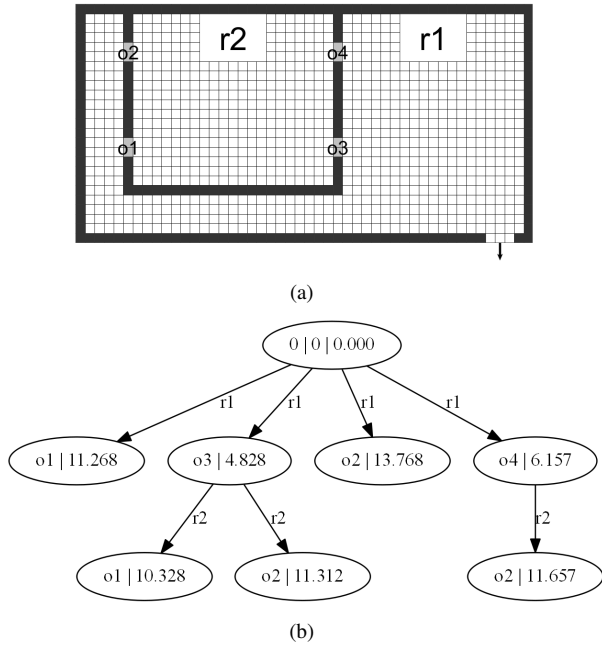 r2
r1
o2
o4
o1
o3
(a)
0 | 0 | 0.000
r1
r1
r1
r1
o1 | 11.268
o3 | 4.828
o2 | 13.768
o4 | 6.157
r2
r2
r2
o1 | 10.328
o2 | 11.312
o2 | 11.657
(b)